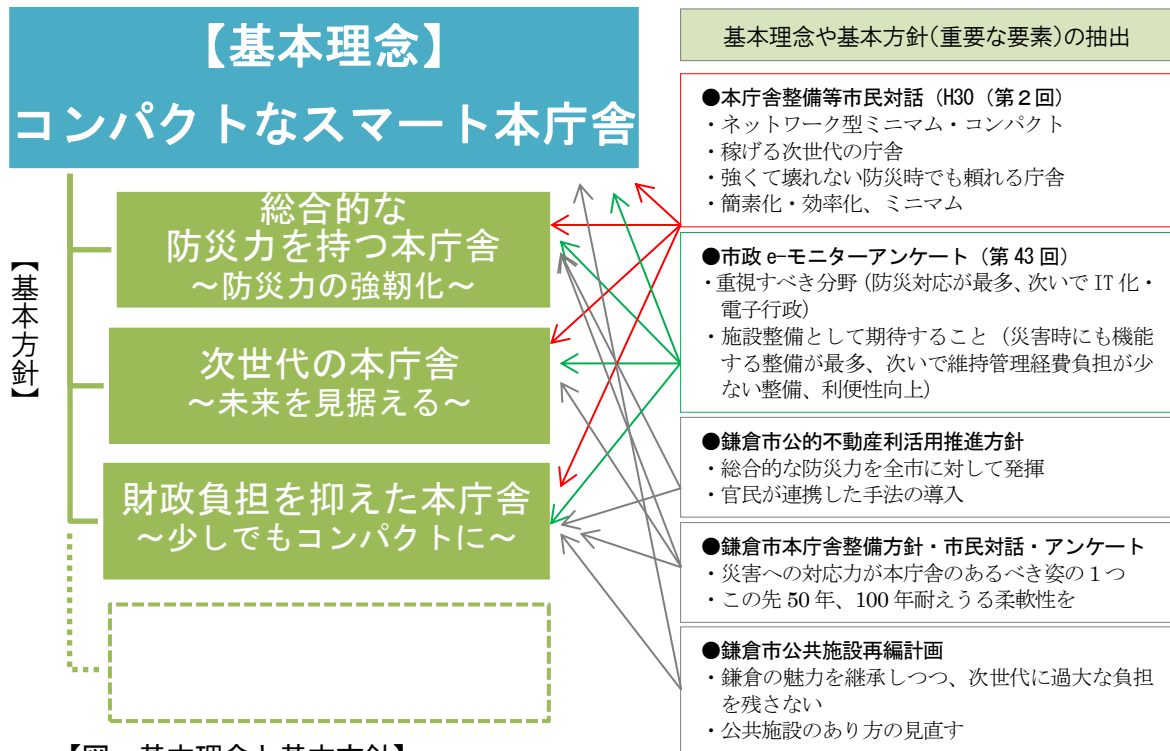 【基本理念】
コンパクトなスマート本庁舎
【基本方針】
総合的な
防災力を持つ本庁舎
～防災力の強靭化～
次世代の本庁舎
～未来を見据える～
財政負担を抑えた本庁舎
～少しでもコンパクトに～
基本理念や基本方針(重要な要素)の抽出
●本庁舎整備等市民対話（H30（第２回）
・ネットワーク型ミニマム・コンパクト
・稼げる次世代の庁舎
・強くて壊れない防災時でも頼れる庁舎
・簡素化・効率化、ミニマム
●市政 e-モニターアンケート（第 43 回）
・重視すべき分野（防災対応が最多、次いで IT 化・
電子行政）
・施設整備として期待すること（災害時にも機能
する整備が最多、次いで維持管理経費負担が少
ない整備、利便性向上）
●鎌倉市公的不動産利活用推進方針
・総合的な防災力を全市に対して発揮
・官民が連携した手法の導入
●鎌倉市本庁舎整備方針・市民対話・アンケート
・災害への対応力が本庁舎のあるべき姿の１つ
・この先 50 年、100 年耐えうる柔軟性を
●鎌倉市公共施設再編計画
・鎌倉の魅力を継承しつつ、次世代に過大な負担
を残さない
・公共施設のあり方の見直す